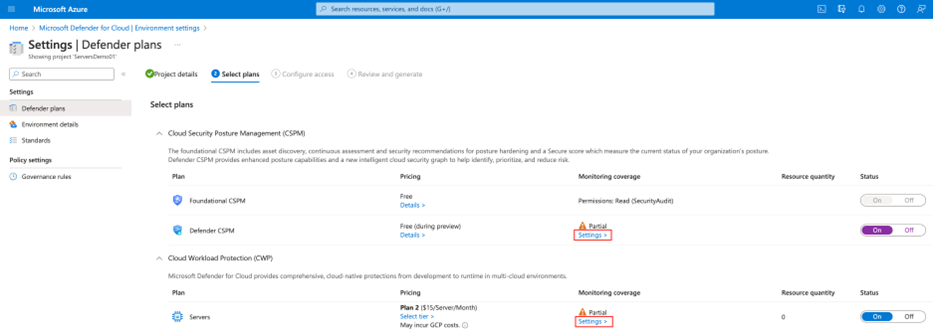 Microsoft Azure
Search resources, services, and docs (G+/)
Home > Microsoft Defender for Cloud | Environment settings >
Settings | Defender plans ...
Showing project 'ServersDemo01'
Search
Project details
2 Select plans
3 Configure access
4 Review and generate
Settings
Defender plans
Environment details
Standards
Policy settings
Governance rules
Select plans
Cloud Security Posture Management (CSPM)
The foundational CSPM includes asset discovery, continuous assessment and security recommendations for posture hardening and a Secure score which measure the current status of your organization's posture.
Defender CSPM provides enhanced posture capabilities and a new intelligent cloud security graph to help identify, prioritize, and reduce risk.
Plan Pricing Monitoring coverage Resource quantity Status
Foundational CSPM
Free
Details >
Permissions: Read (SecurityAudit)
On Off
Defender CSPM
Free (during preview)
Details >
Partial
Settings >
On Off
Cloud Workload Protection (CWP)
Microsoft Defender for Cloud provides comprehensive, cloud-native protections from development to runtime in multi-cloud environments.
Plan Pricing Monitoring coverage Resource quantity Status
Servers
Plan 2 ($15/Server/Month)
Select tier >
May incur GCP costs.
Partial
Settings >
0
On Off